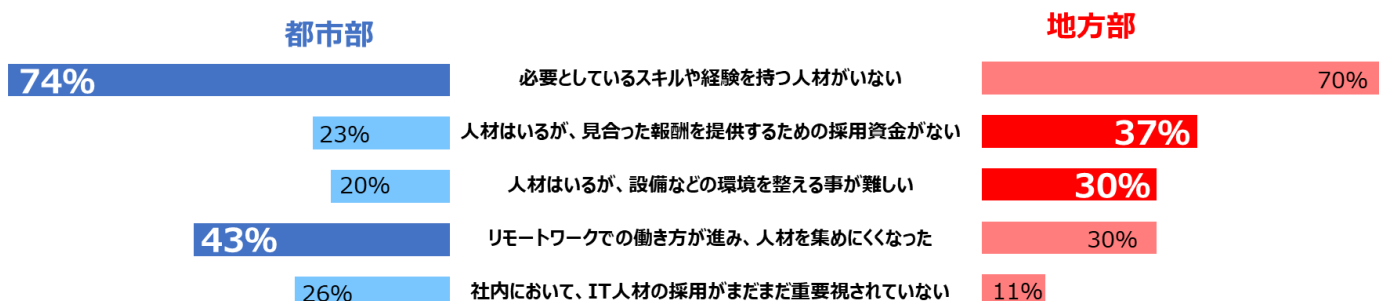 都市部 地方部
74% 必要としているスキルや経験を持つ人材がいない 70%
23% 人材はいるが、見合った報酬を提供するための採用資金がない 37%
20% 人材はいるが、設備などの環境を整える事が難しい 30%
43% リモートワークでの働き方が進み、人材を集めにくくなった 30%
26% 社内において、IT人材の採用がまだまだ重要視されていない 11%